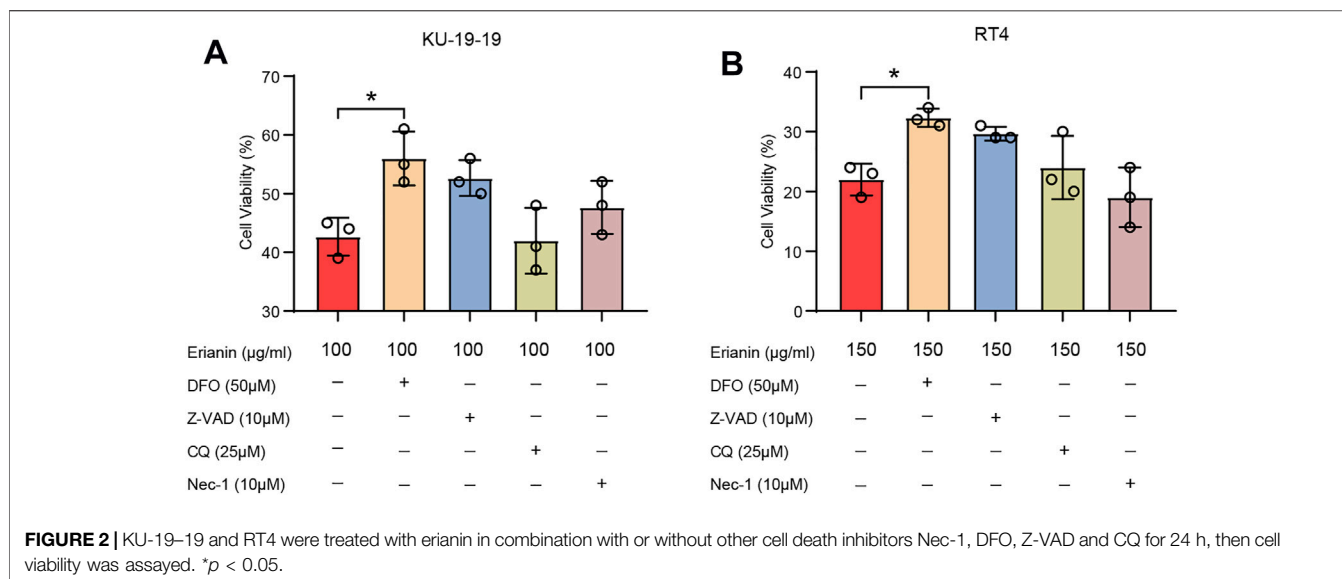 A
KU-19-19
*
Cell Viability (%)
70
60
50
40
30
Erianin (µg/ml) 100 100 100 100 100
DFO (50µM) – + – – –
Z-VAD (10µM) – – + – –
CQ (25µM) – – – + –
Nec-1 (10µM) – – – – +
B
RT4
*
Cell Viability (%)
40
30
20
10
0
Erianin (µg/ml) 150 150 150 150 150
DFO (50µM) – + – – –
Z-VAD (10µM) – – + – –
CQ (25µM) – – – + –
Nec-1 (10µM) – – – – +
FIGURE 2 | KU-19–19 and RT4 were treated with erianin in combination with or without other cell death inhibitors Nec-1, DFO, Z-VAD and CQ for 24 h, then cell
viability was assayed. *p < 0.05.